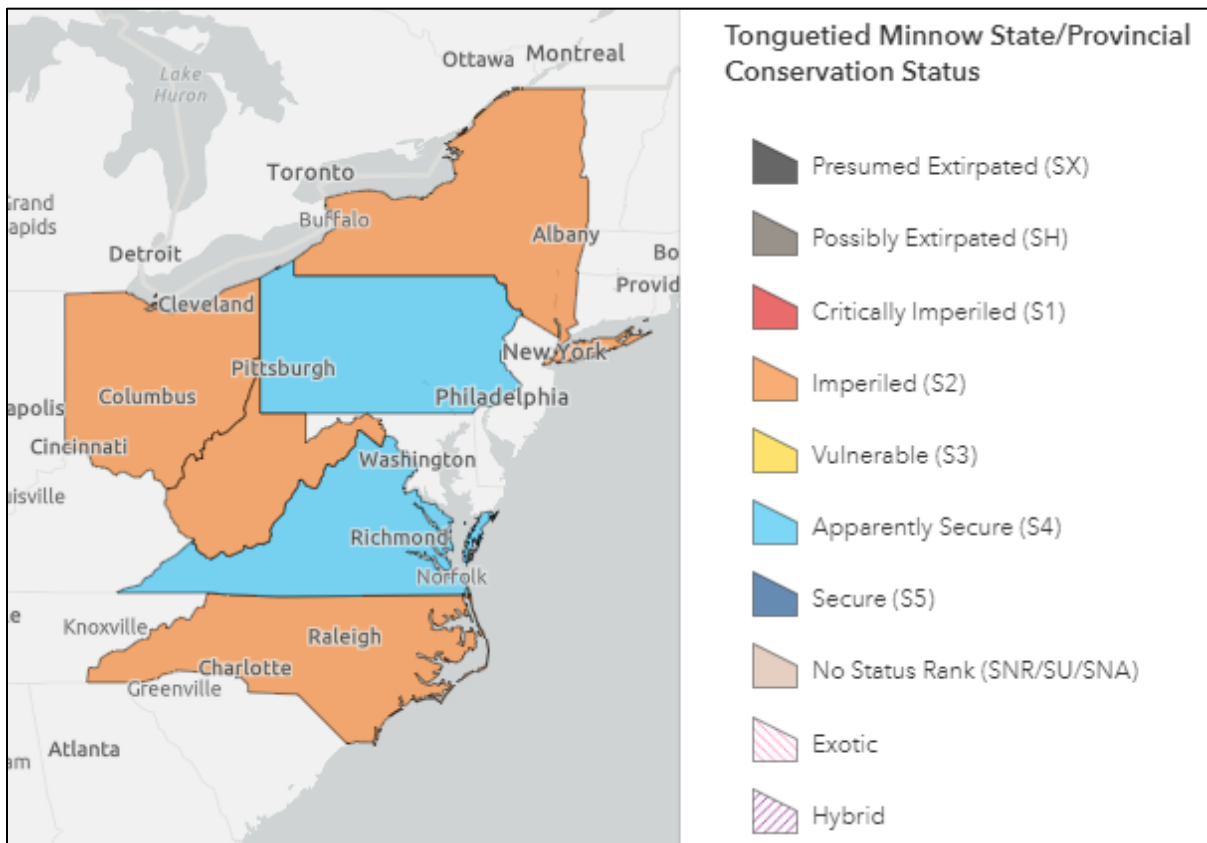 Tonguetied Minnow State/Provincial
Conservation Status
Presumed Extirpated (SX)
Possibly Extirpated (SH)
Critically Imperiled (S1)
Imperiled (S2)
Vulnerable (S3)
Apparently Secure (S4)
Secure (S5)
No Status Rank (SNR/SU/SNA)
Exotic
Hybrid
Ottawa
Montreal
Lake
Huron
Toronto
Grand
apids
Buffalo
Albany
Detroit
Bo
Provid
Cleveland
New York
Pittsburgh
Columbus
Philadelphia
apolis
Cincinnati
Washington
uisville
Richmond
Norfolk
le
Knoxville
Raleigh
Charlotte
Greenville
Atlanta
am